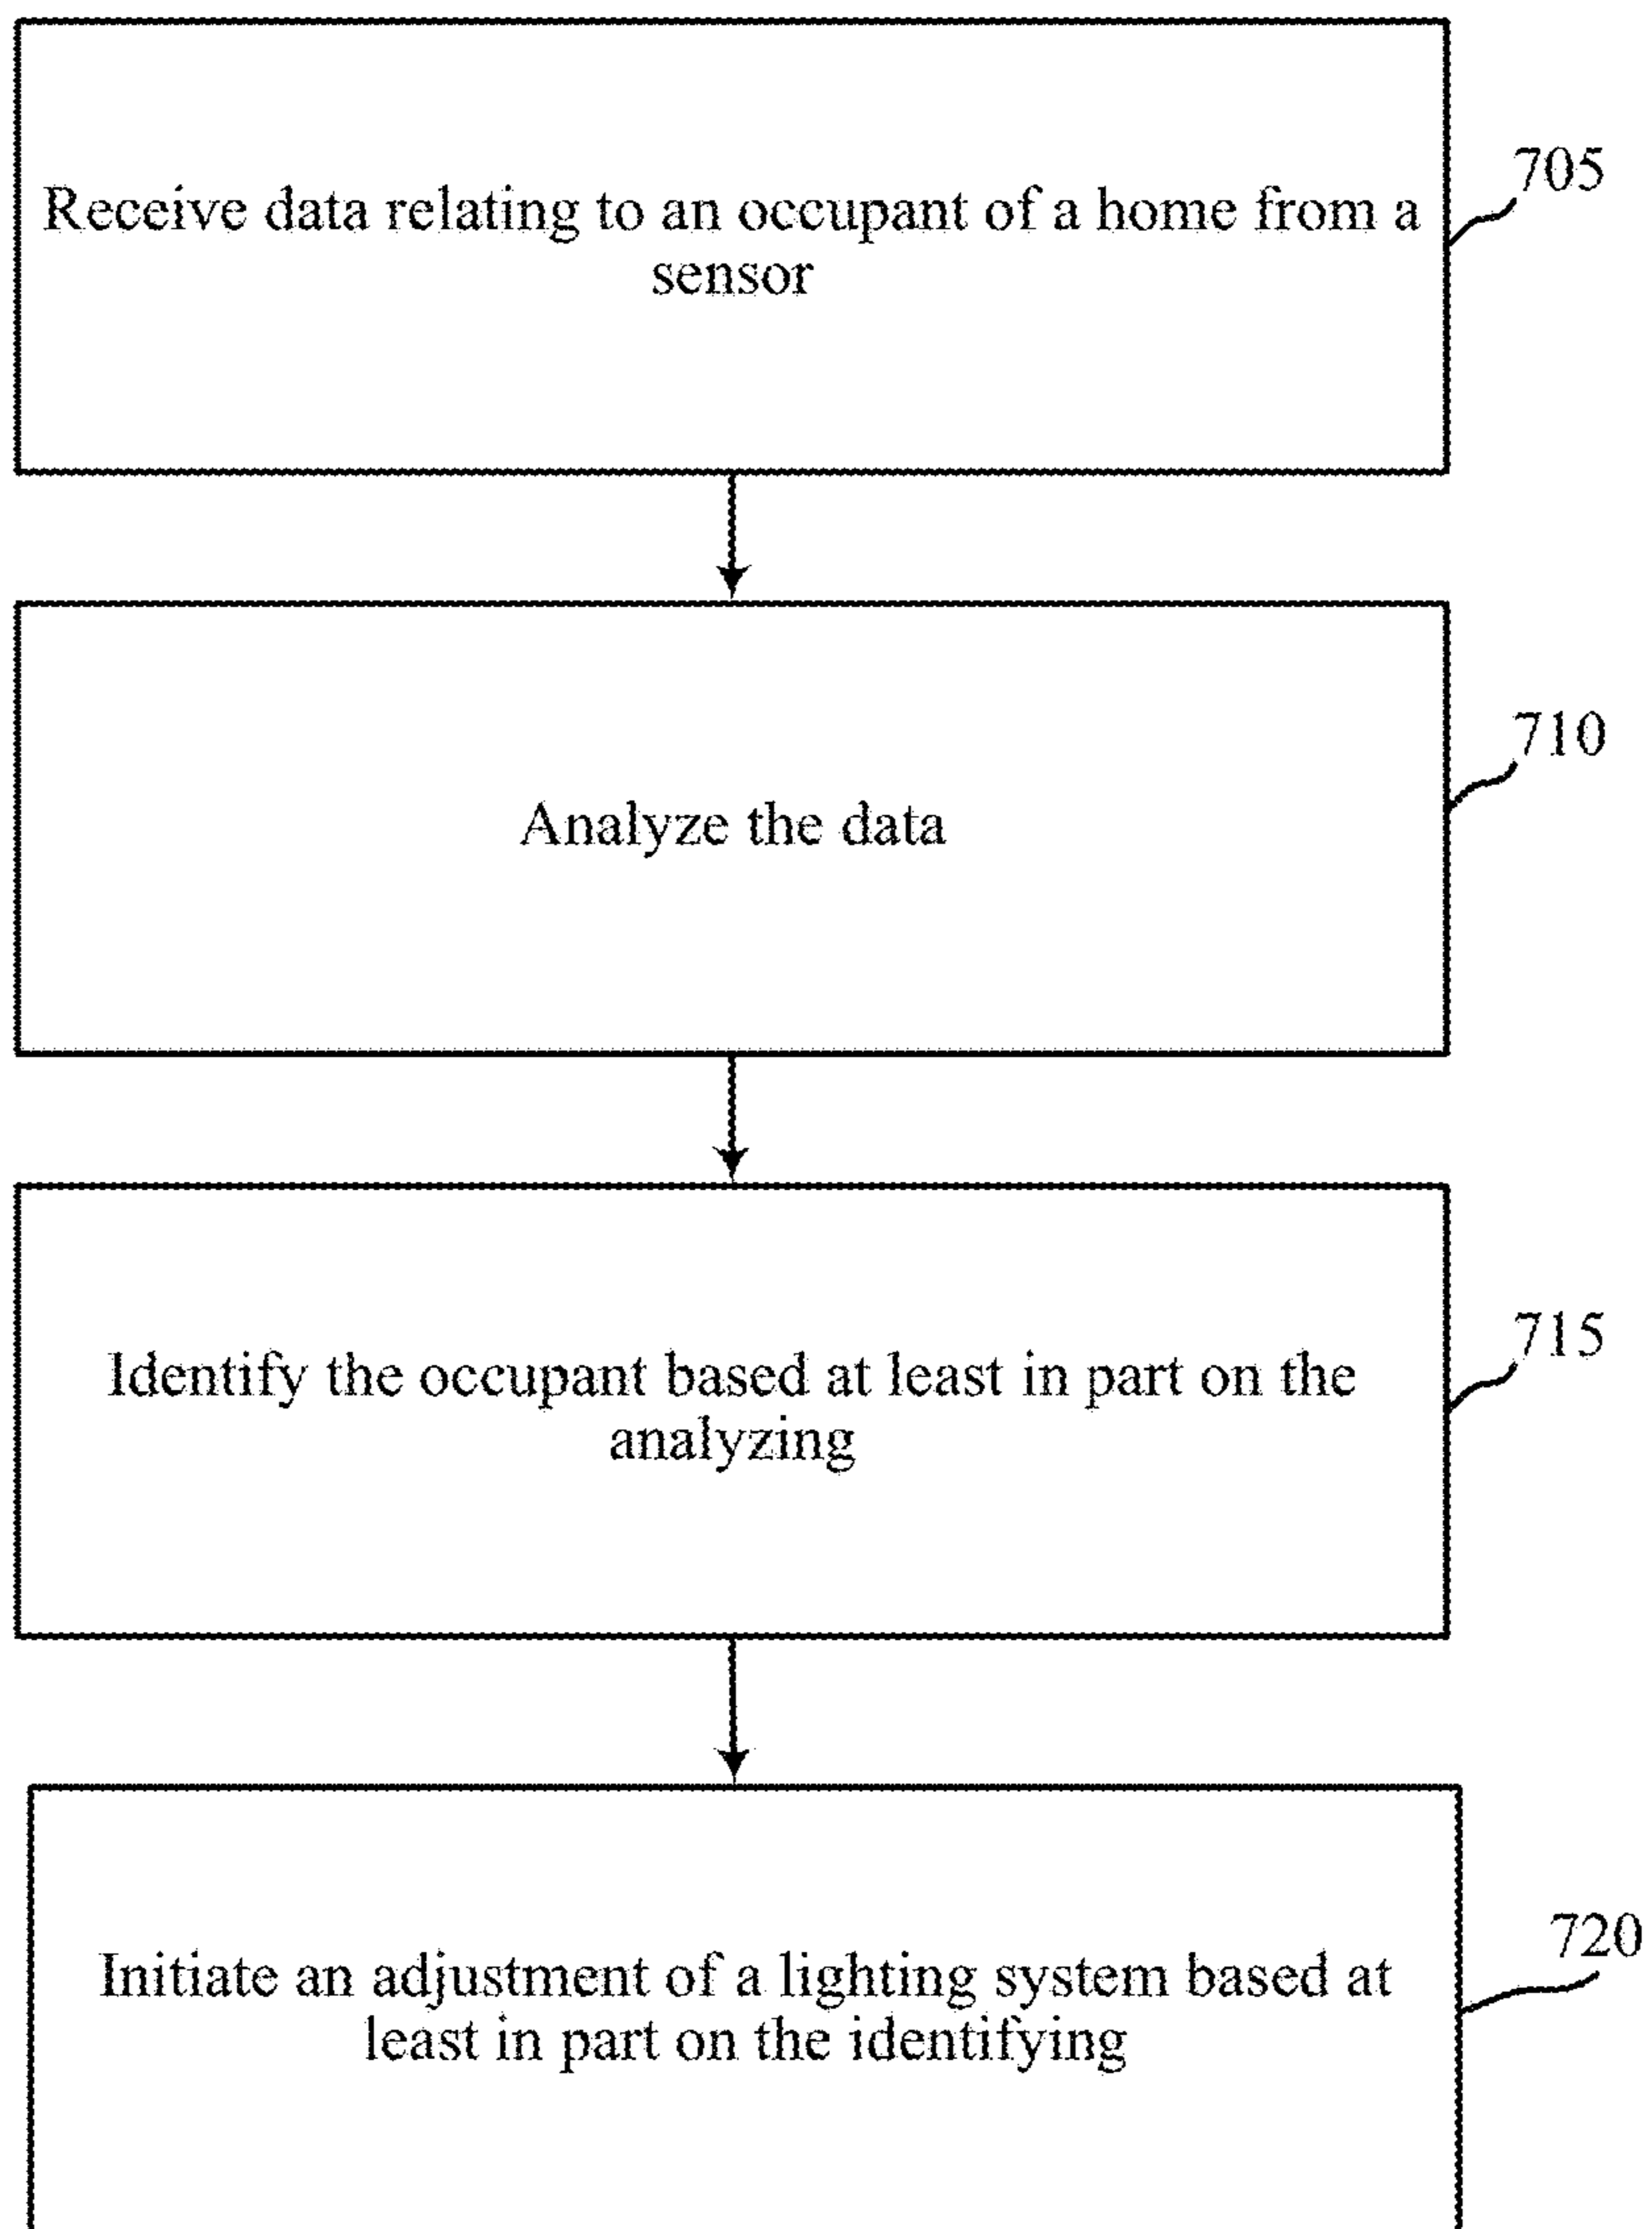 Receive data relating to an occupant of a home from a
sensor
705
Analyze the data
710
Identify the occupant based at least in part on the
analyzing
715
Initiate an adjustment of a lighting system based at
least in part on the identifying
720